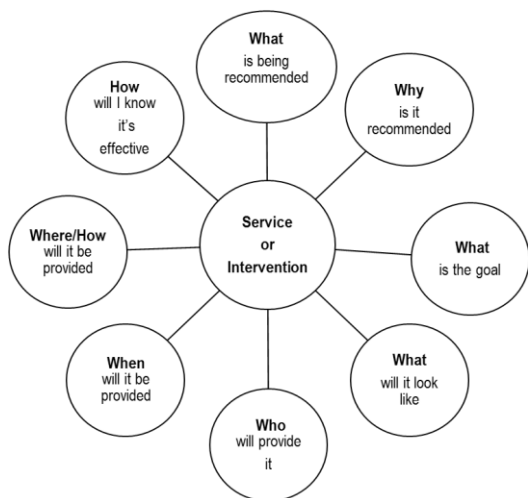 What
is being
recommended
Why
is it
recommended
What
is the goal
What
will it look
like
Who
will provide
it
When
will it be
provided
Where/How
will it be
provided
How
will I know
it's
effective
Service
or
Intervention